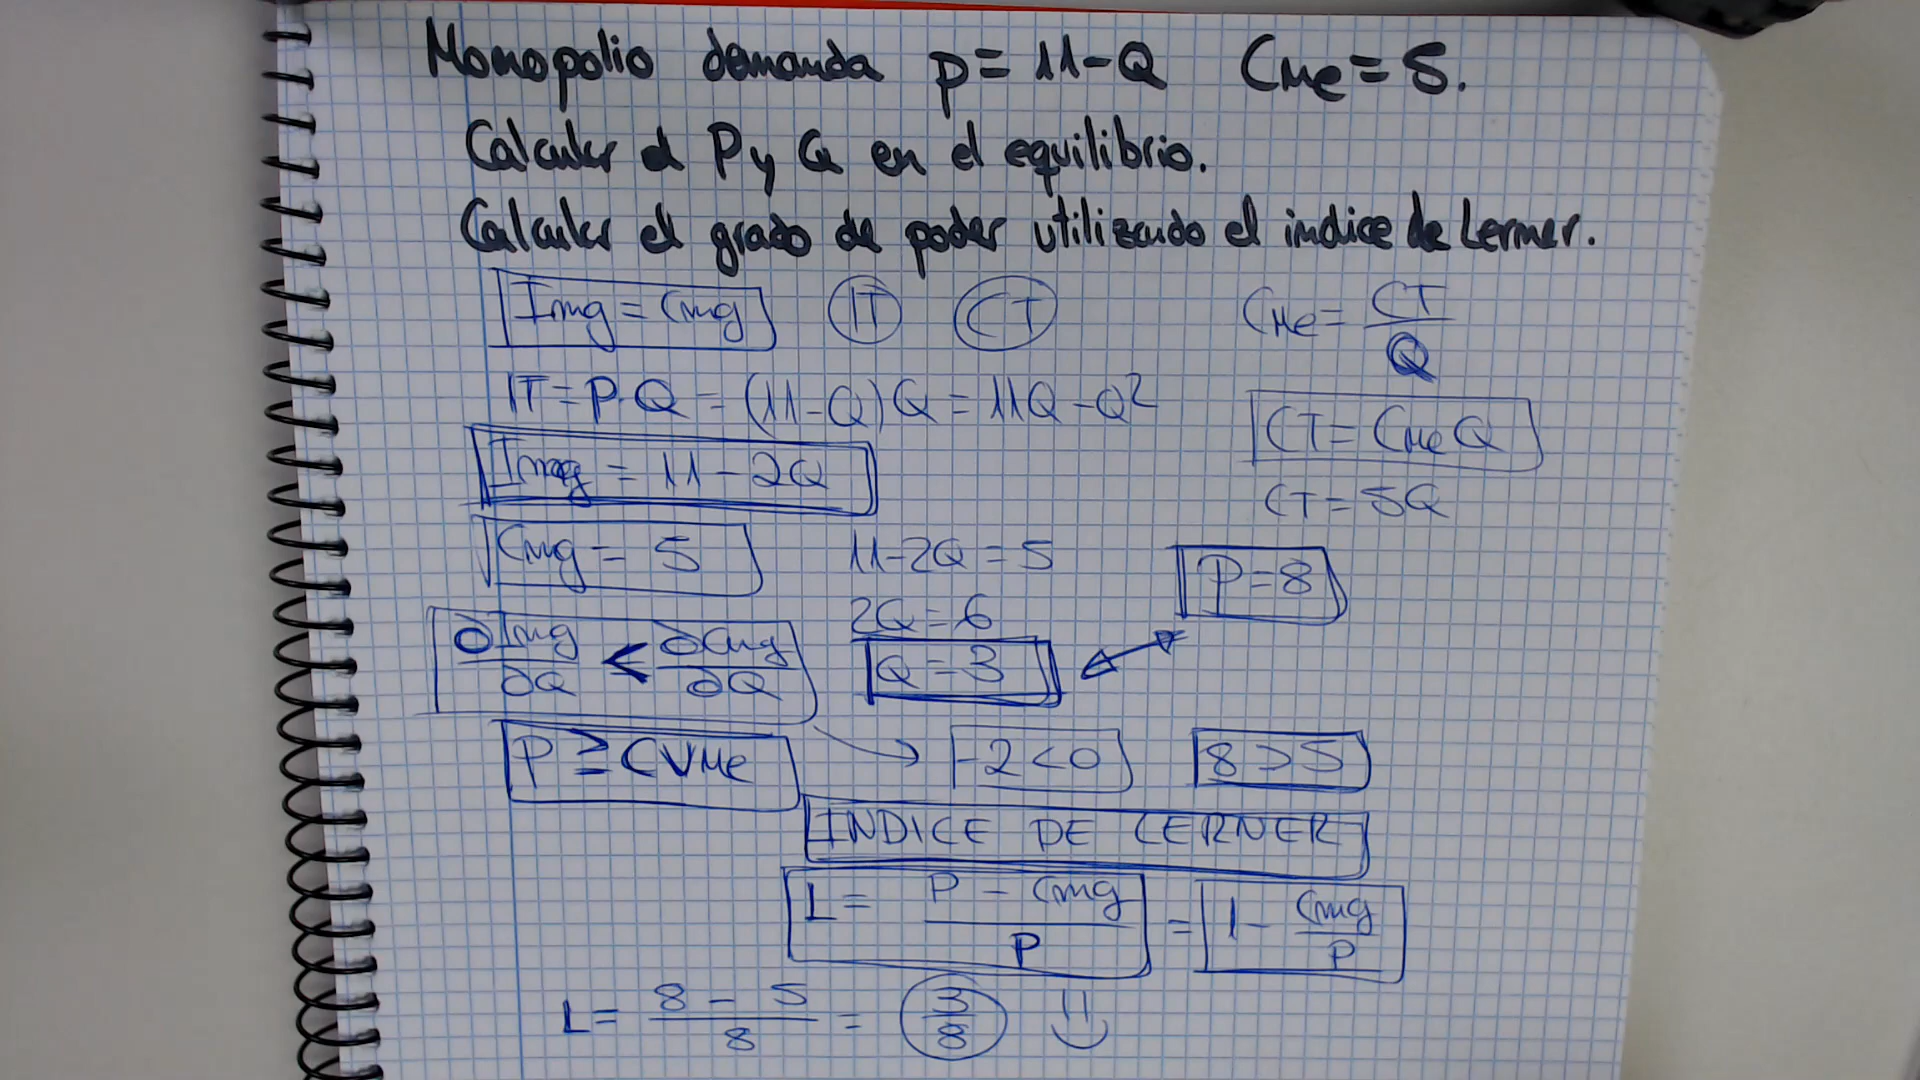 Monopolio demanda p = 11 - Q CMe = 5.
Calcular el P y Q en el equilibrio.
Calcular el grado de poder utilizando el indice de Lerner.
Img = Cmg IT CT CMe = CT/Q
IT = P·Q = (11-Q)Q = 11Q - Q² CT = CMe Q
Img = 11 - 2Q CT = 5Q
Cmg = 5 11 - 2Q = 5 P = 8
2Q = 6
∂Img/∂Q < ∂Cmg/∂Q Q = 3
P ≥ CVMe -2 < 0 8 > 5
INDICE DE LERNER
L = (P - Cmg)/P = 1 - Cmg/P
L = (8 - 5)/8 = 3/8